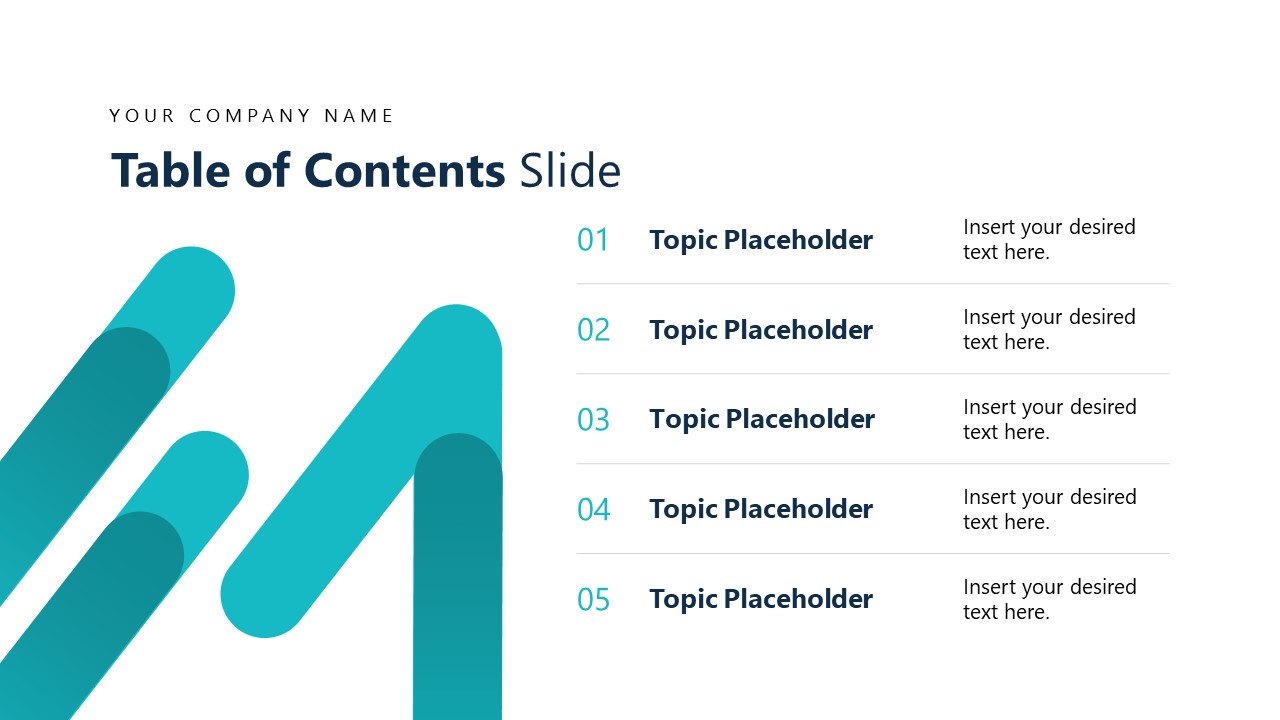 YOUR COMPANY NAME
Table of Contents Slide
01 Topic Placeholder Insert your desired
text here.
02 Topic Placeholder Insert your desired
text here.
03 Topic Placeholder Insert your desired
text here.
04 Topic Placeholder Insert your desired
text here.
05 Topic Placeholder Insert your desired
text here.